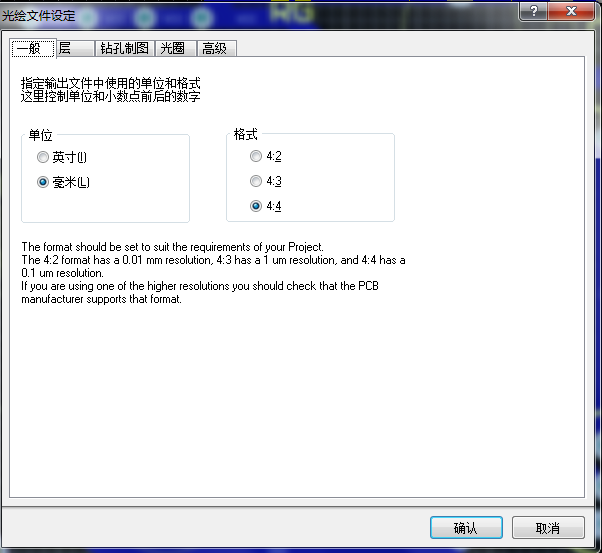 RG
光绘文件设定
?
一般 层 钻孔制图 光圈 高级
指定输出文件中使用的单位和格式
这里控制单位和小数点前后的数字
单位
英寸(I)
毫米(L)
格式
4:2
4:3
4:4
The format should be set to suit the requirements of your Project.
The 4:2 format has a 0.01 mm resolution, 4:3 has a 1 um resolution, and 4:4 has a
0.1 um resolution.
If you are using one of the higher resolutions you should check that the PCB
manufacturer supports that format.
确认 取消